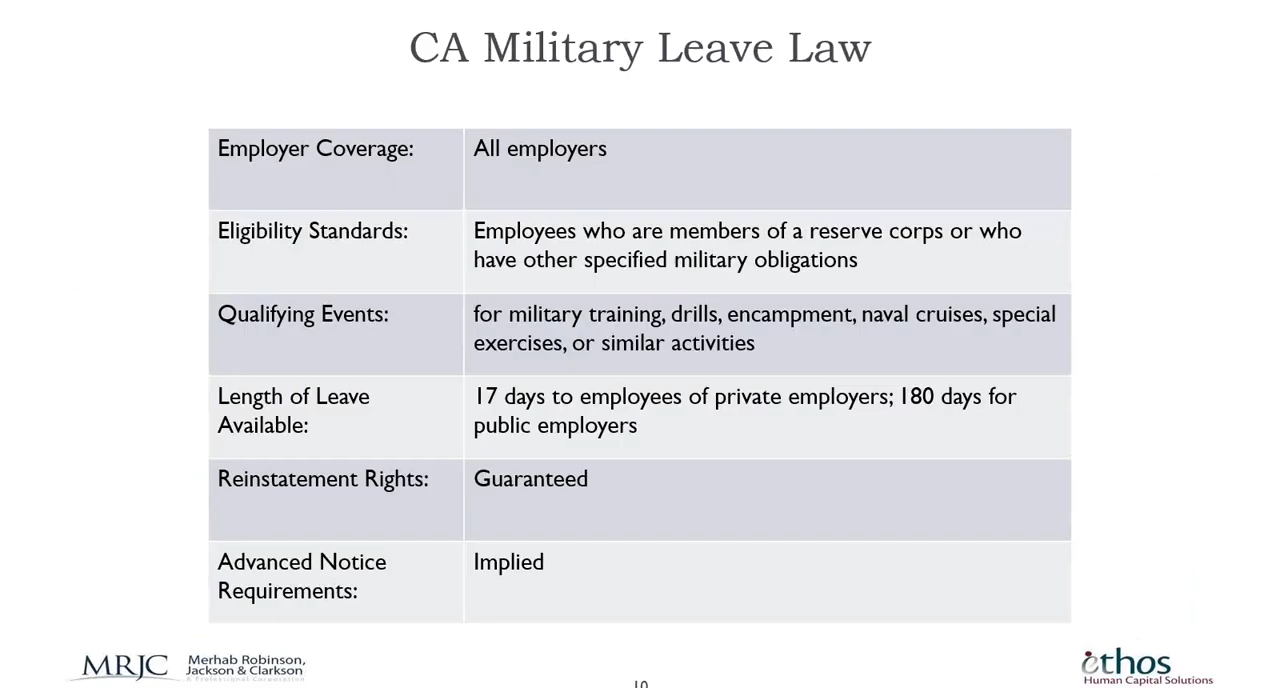 CA Military Leave Law
Employer Coverage:
All employers
Eligibility Standards:
Employees who are members of a reserve corps or who
have other specified military obligations
Qualifying Events:
for military training, drills, encampment, naval cruises, special
exercises, or similar activities
Length of Leave
Available:
17 days to employees of private employers; 180 days for
public employers
Reinstatement Rights:
Guaranteed
Advanced Notice
Requirements:
Implied
MRJC
Merhab Robinson,
Jackson & Clarkson
A Professional Corporation
10
ethos
Human Capital Solutions